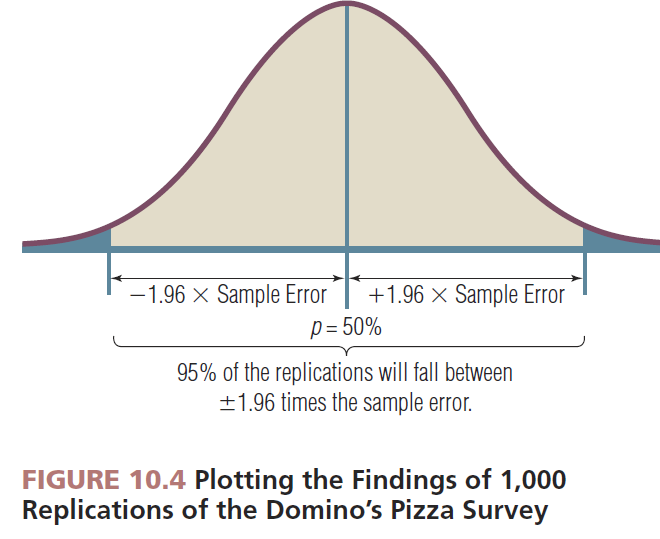 −1.96 × Sample Error +1.96 × Sample Error
p = 50%
95% of the replications will fall between
±1.96 times the sample error.
FIGURE 10.4 Plotting the Findings of 1,000
Replications of the Domino’s Pizza Survey